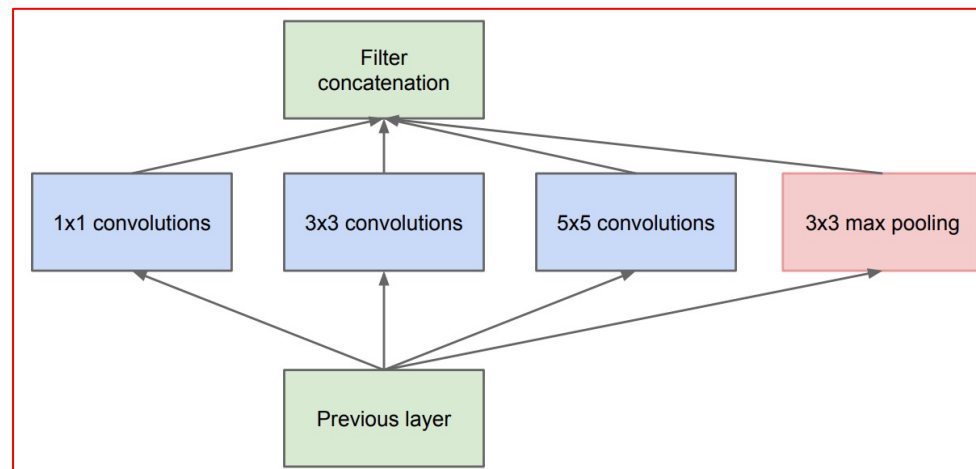 Filter
concatenation
1x1 convolutions
3x3 convolutions
5x5 convolutions
3x3 max pooling
Previous layer